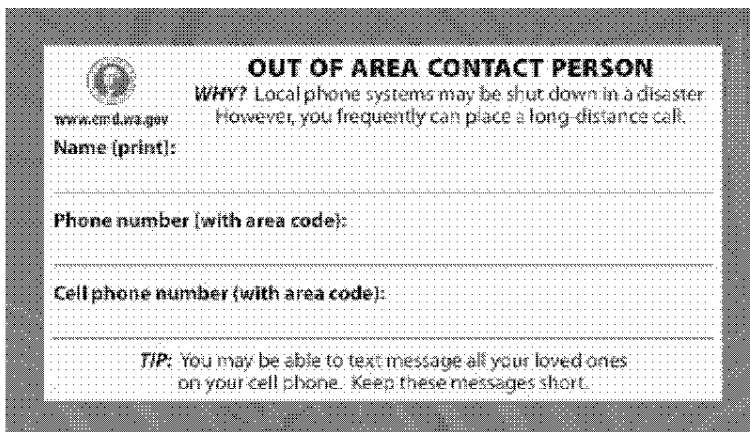 OUT OF AREA CONTACT PERSON
WHY? Local phone systems may be shut down in a disaster
However, you frequently can place a long-distance call.
www.emd.wa.gov
Name (print):
Phone number (with area code):
Cell phone number (with area code):
TIP: You may be able to text message all your loved ones
on your cell phone. Keep these messages short.